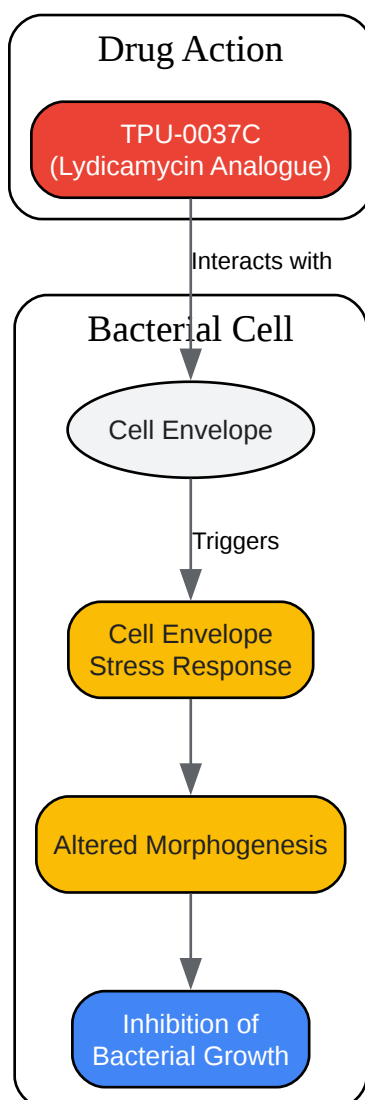 Drug Action
TPU-0037C
(Lydicamycin Analogue)
Interacts with
Bacterial Cell
Cell Envelope
Triggers
Cell Envelope
Stress Response
Altered Morphogenesis
Inhibition of
Bacterial Growth